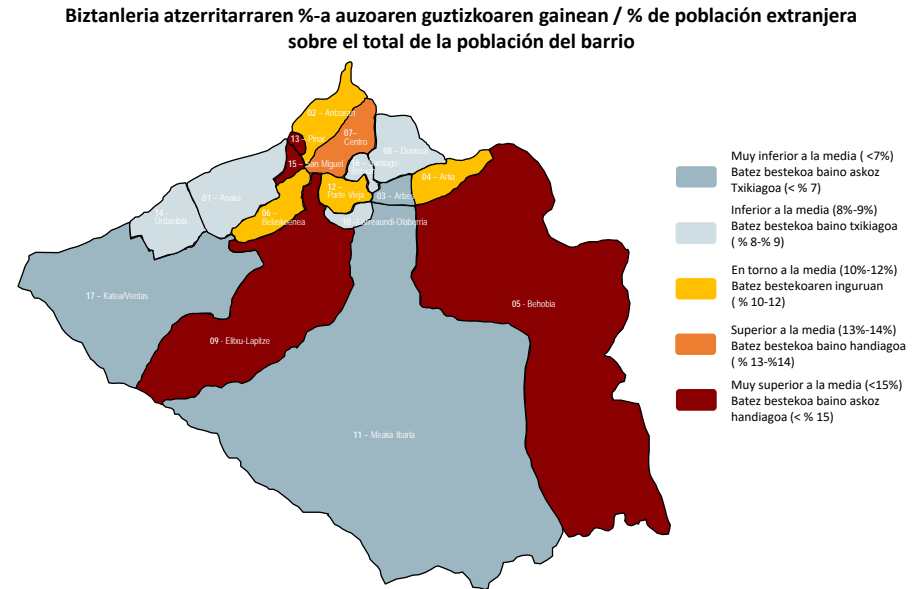 Biztanleria atzerritarraren %-a auzoaren guztizkoaren gainean / % de población extranjera
sobre el total de la población del barrio
02 – Anzaran
13 – Pinar
07–
Centro
08 – Dunboa
15 – San Miguel
16 – Santiago-
01 – Anaka
12 –
Parte Vieja
03 – Arbes
04 – Artia
14 –
Urdanibia
06 –
Belaskoenea
10 –Larreaundi-Olaberria
17 – Katea/Ventas
05 - Behobia
09 - Elitxu-Lapitze
11 – Meaka Ibarla
Muy inferior a la media ( <7%)
Batez bestekoa baino askoz
Txikiagoa (< % 7)
Inferior a la media (8%-9%)
Batez bestekoa baino txikiagoa
( % 8-% 9)
En torno a la media (10%-12%)
Batez bestekoaren inguruan
( % 10-12)
Superior a la media (13%-14%)
Batez bestekoa baino handiagoa
( % 13-%14)
Muy superior a la media (<15%)
Batez bestekoa baino askoz
handiagoa (< % 15)